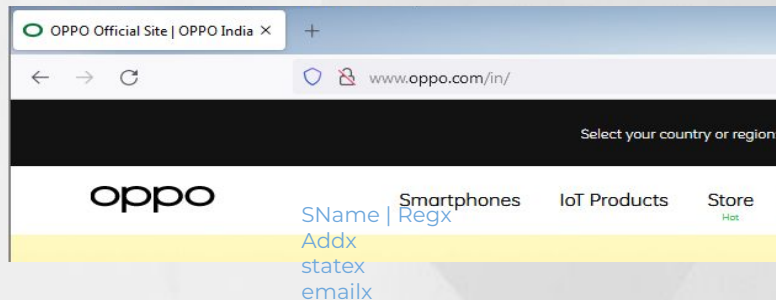 OPPO Official Site | OPPO India
www.oppo.com/in/
Select your country or region
oppo
Smartphones IoT Products Store
Hot
SName | Regx
Addx
statex
emailx